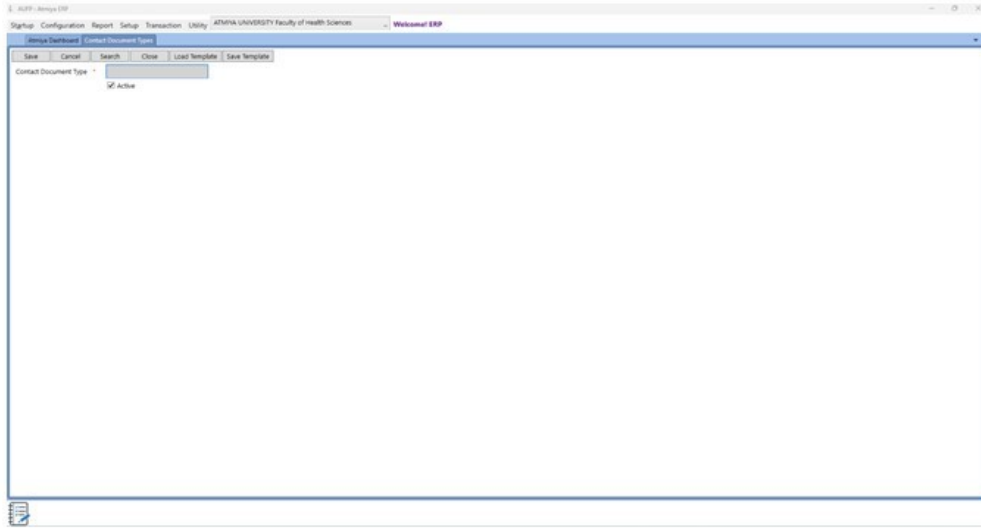 AUPP - Atmiya ERP
Startup Configuration Report Setup Transaction Utility ATMIYA UNIVERSITY Faculty of Health Sciences Welcome! ERP
Atmiya Dashboard Contact Document Types
Save Cancel Search Close Load Template Save Template
Contact Document Type *
Active